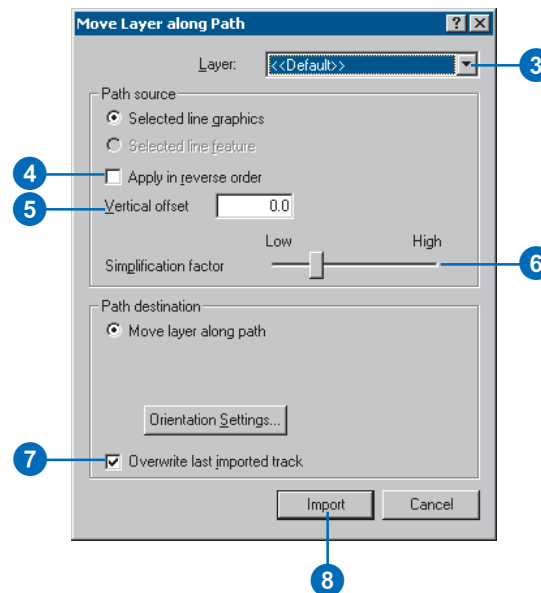 Move Layer along Path
Layer: <<Default>> 3
Path source
Selected line graphics
Selected line feature
4 Apply in reverse order
5 Vertical offset 0.0
Low High
Simplification factor 6
Path destination
Move layer along path
Orientation Settings...
7 Overwrite last imported track
Import Cancel
8